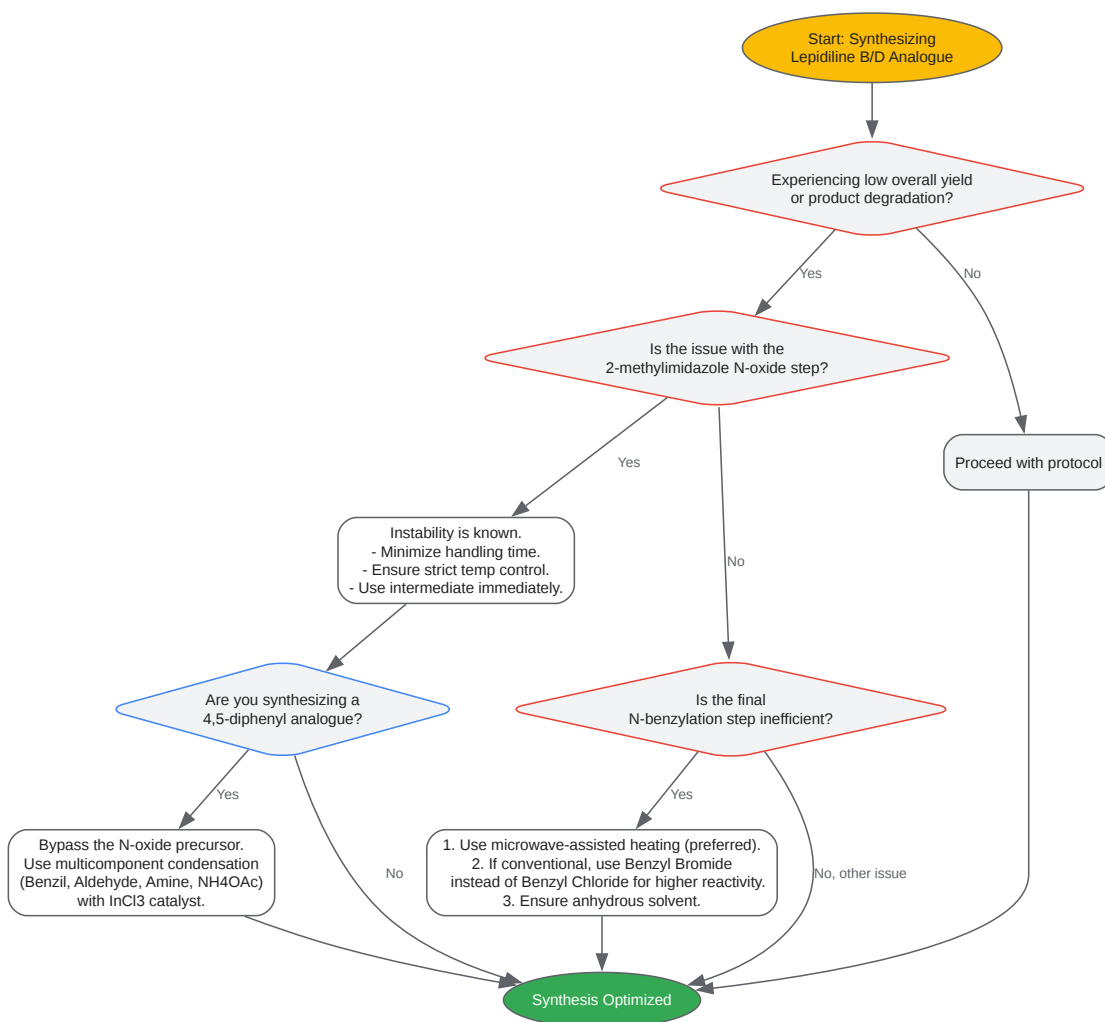 Start: Synthesizing
Lepidiline B/D Analogue
Experiencing low overall yield
or product degradation?
Yes
No
Is the issue with the
2-methylimidazole N-oxide step?
Yes
No
Proceed with protocol
Instability is known.
- Minimize handling time.
- Ensure strict temp control.
- Use intermediate immediately.
Are you synthesizing a
4,5-diphenyl analogue?
Is the final
N-benzylation step inefficient?
Yes
No
Yes
No, other issue
Bypass the N-oxide precursor.
Use multicomponent condensation
(Benzil, Aldehyde, Amine, NH4OAc)
with InCl3 catalyst.
1. Use microwave-assisted heating (preferred).
2. If conventional, use Benzyl Bromide
instead of Benzyl Chloride for higher reactivity.
3. Ensure anhydrous solvent.
Synthesis Optimized